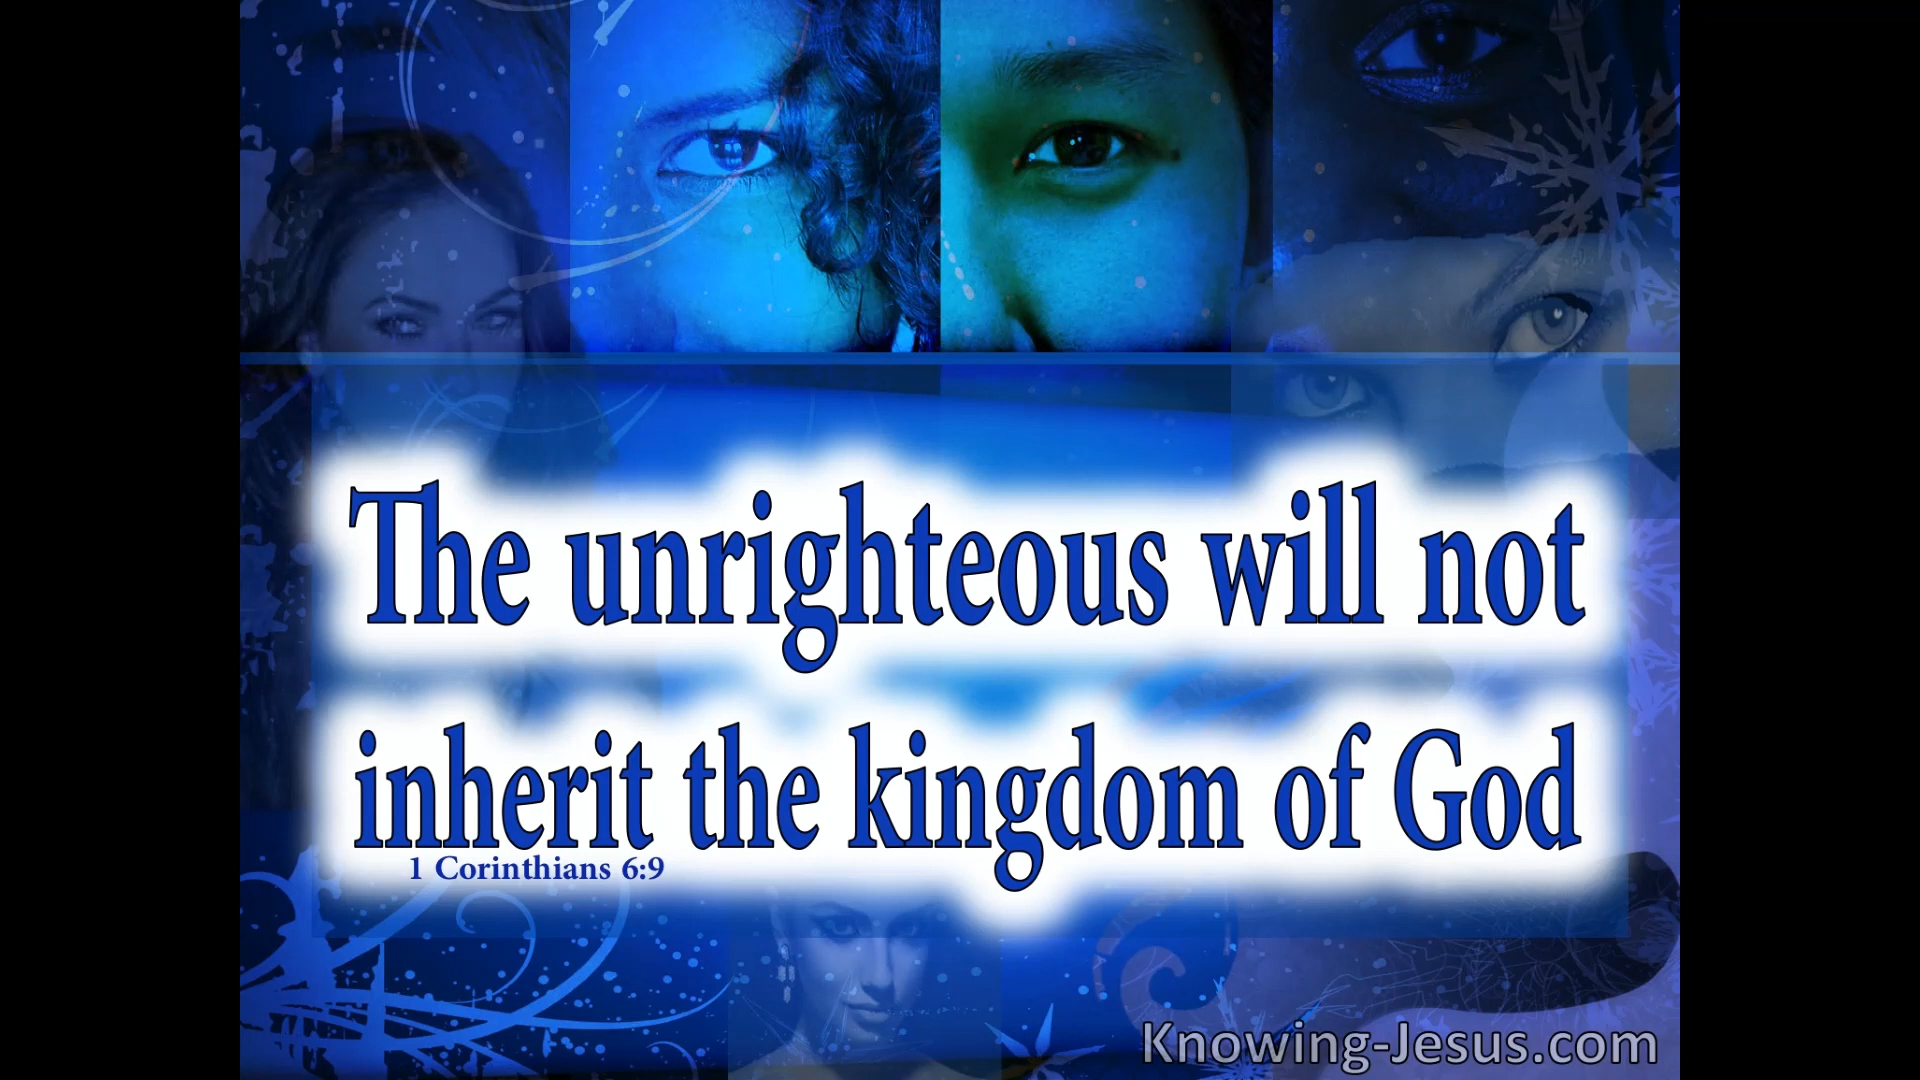 The unrighteous will not
inherit the kingdom of God
1 Corinthians 6:9
Knowing-Jesus.com